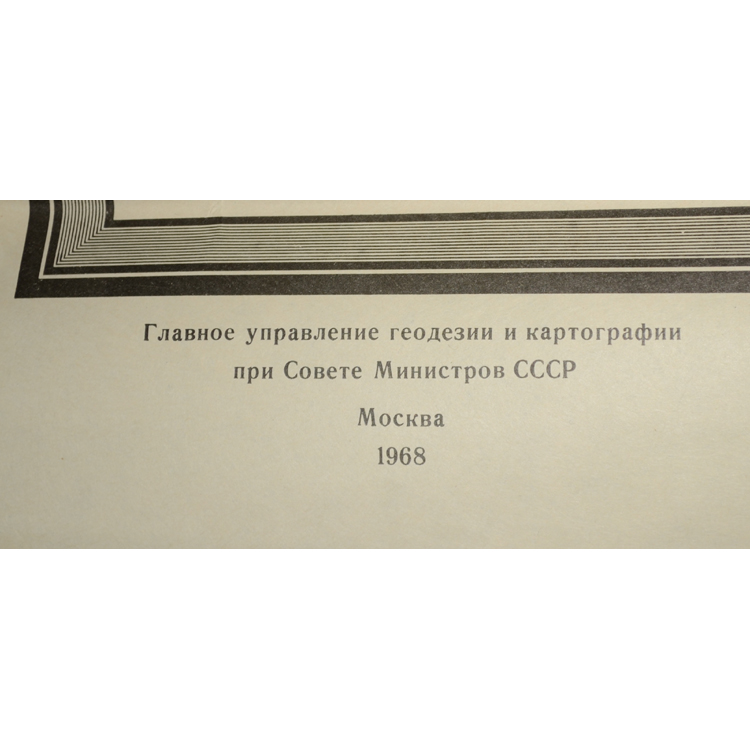 Главное управление геодезии и картографии
при Совете Министров СССР
Москва
1968